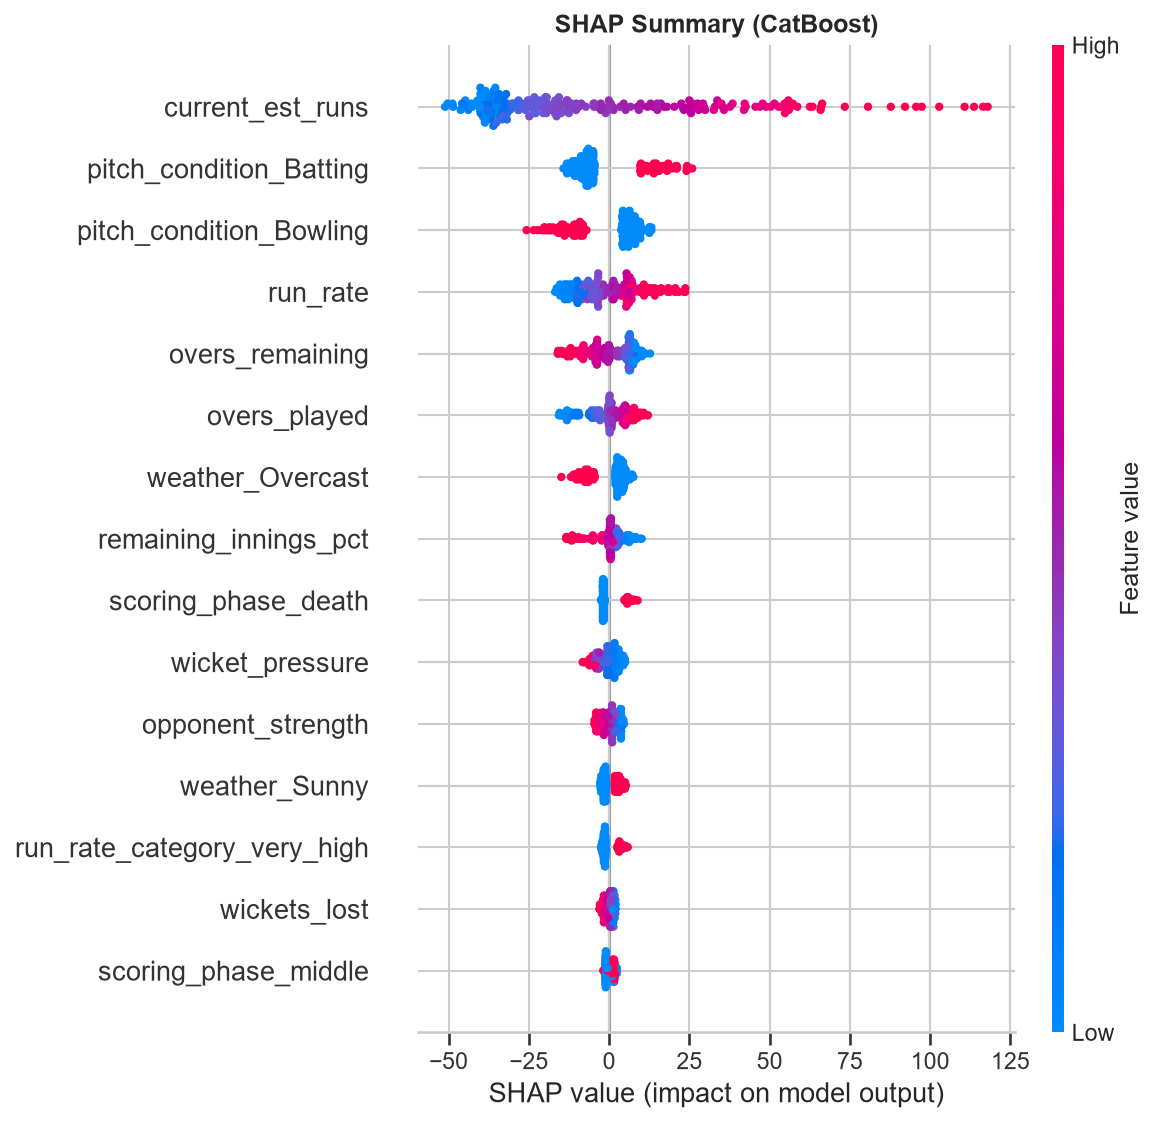 SHAP Summary (CatBoost)
High
current_est_runs
pitch_condition_Batting
pitch_condition_Bowling
run_rate
overs_remaining
overs_played
weather_Overcast
remaining_innings_pct
scoring_phase_death
wicket_pressure
opponent_strength
weather_Sunny
run_rate_category_very_high
wickets_lost
scoring_phase_middle
Feature value
Low
−50 −25 0 25 50 75 100 125
SHAP value (impact on model output)